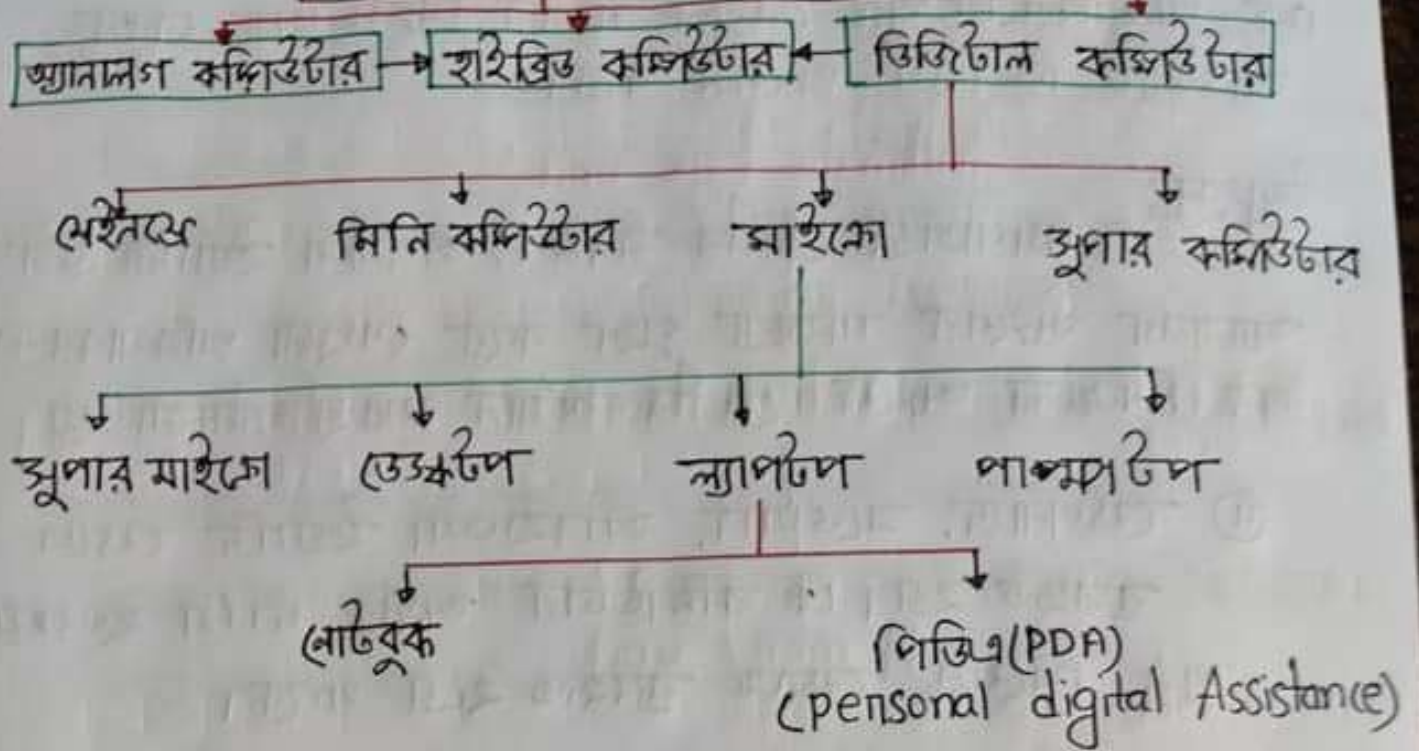 অ্যানালগ কম্পিউটার হাইব্রিড কম্পিউটার ডিজিটাল কম্পিউটার
মেইনফ্রেম মিনি কম্পিউটার মাইক্রো সুপার কম্পিউটার
সুপার মাইক্রো ডেস্কটপ ল্যাপটপ পাম্পটপ
নোটবুক পিডিএ (PDA)
(personal digital Assistance)